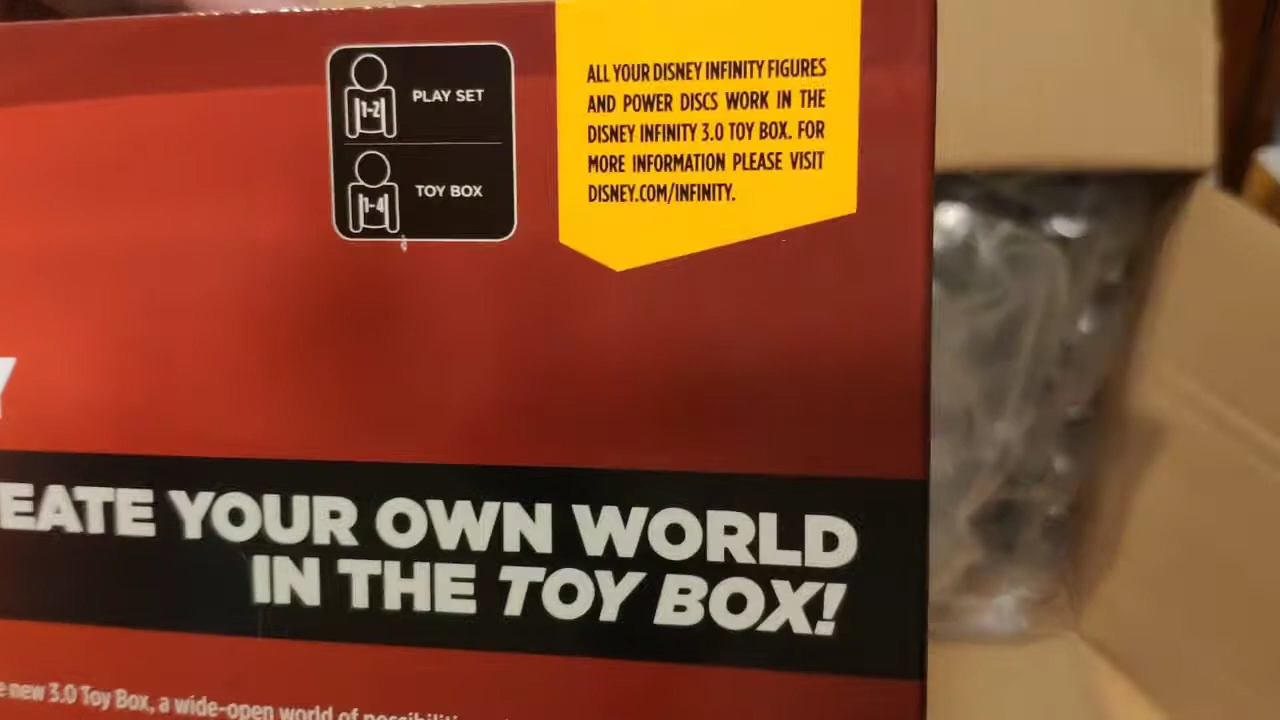 1-2 PLAY SET
1-4 TOY BOX
ALL YOUR DISNEY INFINITY FIGURES
AND POWER DISCS WORK IN THE
DISNEY INFINITY 3.0 TOY BOX. FOR
MORE INFORMATION PLEASE VISIT
DISNEY.COM/INFINITY.
Y
EATE YOUR OWN WORLD
IN THE TOY BOX!
new 3.0 Toy Box, a wide-open world of